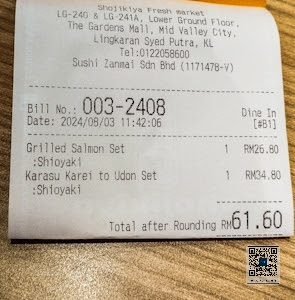 Shojikiya Fresh Market
LG-240 & LG-241A, Lower Ground Floor,
The Gardens Mall, Mid Valley City,
Lingkaran Syed Putra, KL
Tel:0122058600
Sushi Zanmai Sdn Bhd (1171478-V)
Bill No.: 003-2408 Dine In
Date: 2024/09/03 11:42:06 [#B1]
Grilled Salmon Set 1 RM26.80
:Shioyaki
Karasu Karei to Udon Set 1 RM34.80
:Shioyaki
Total after Rounding RM61.60